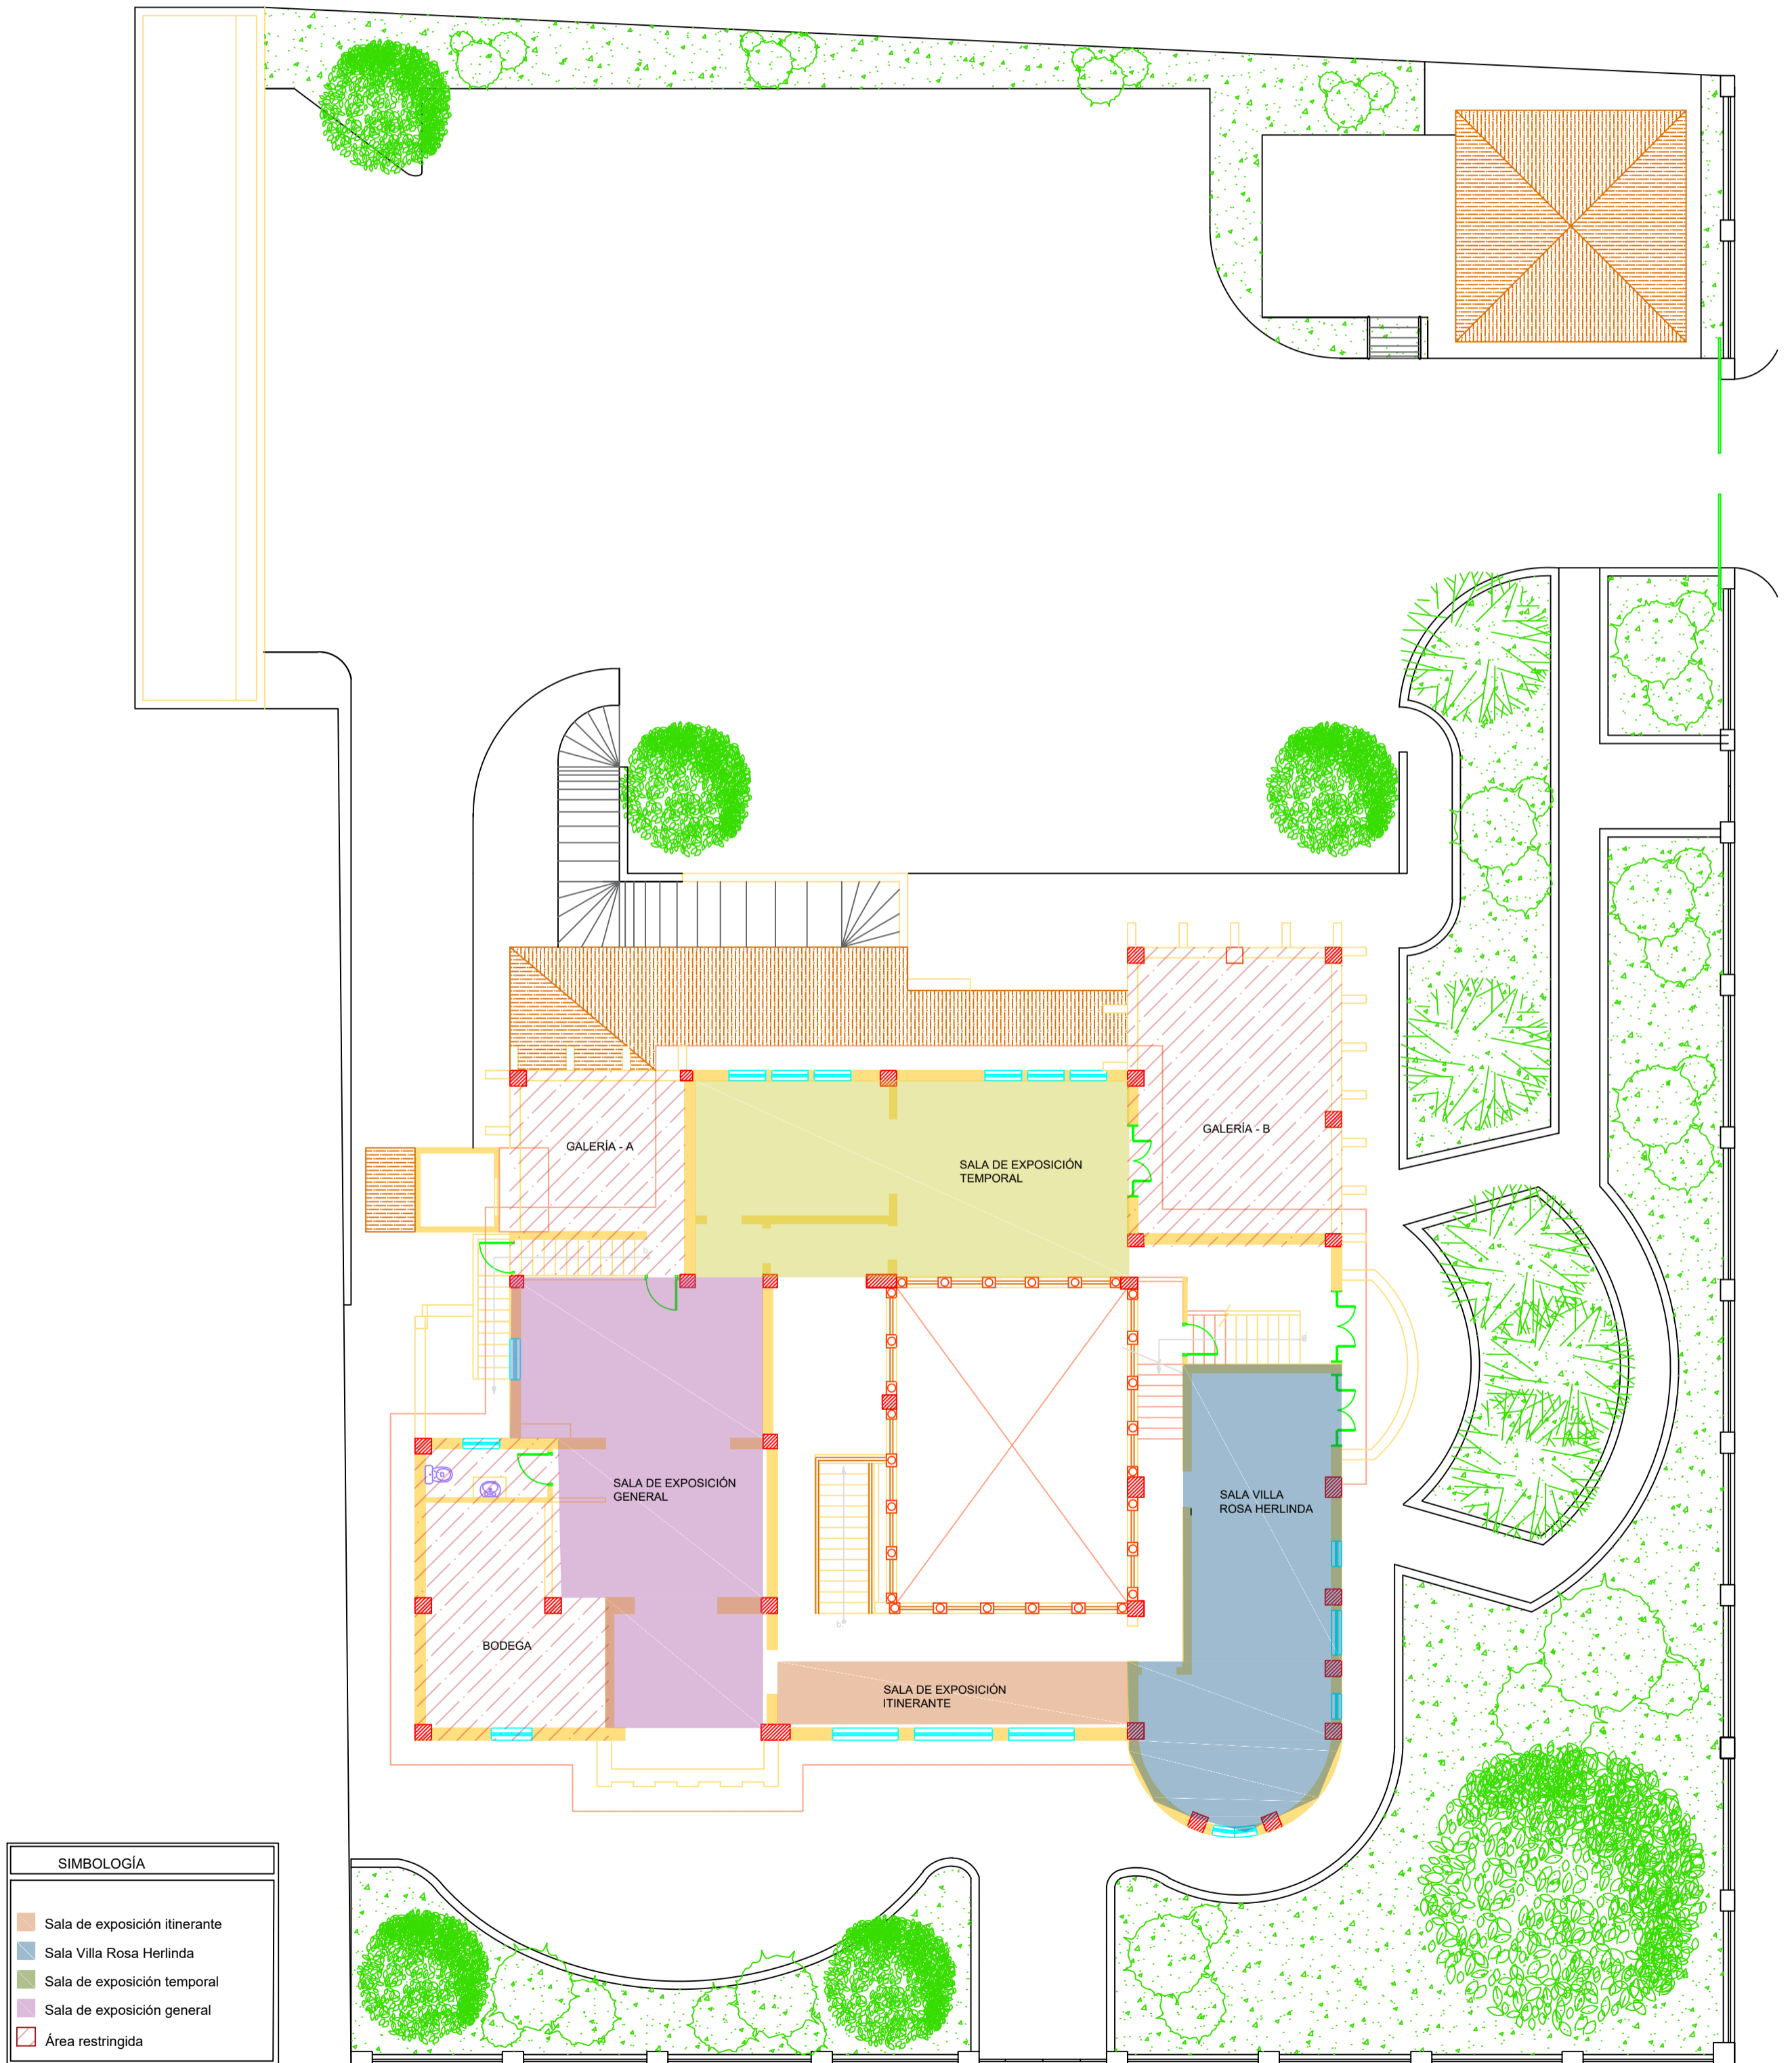 GALERÍA - A
GALERÍA - B
SALA DE EXPOSICIÓN
TEMPORAL
SALA DE EXPOSICIÓN
GENERAL
SALA VILLA
ROSA HERLINDA
BODEGA
SALA DE EXPOSICIÓN
ITINERANTE
SIMBOLOGÍA
Sala de exposición itinerante
Sala Villa Rosa Herlinda
Sala de exposición temporal
Sala de exposición general
Área restringida